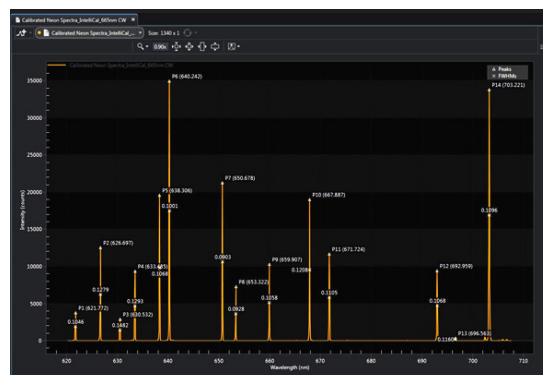 Calibrated Neon Spectra_IntelliCal_665nm CW
Calibrated Neon Spectra_IntelliCal_... Size: 1340 x 1
0.90x
Calibrated Neon Spectra_IntelliCal_665nm CW
Peaks
FWHMs
P6 (640.242)
P14 (703.221)
P7 (650.678)
P5 (638.306)
P10 (667.887)
0.1001
0.1096
P2 (626.697)
P11 (671.724)
0.0903
P9 (659.907)
P4 (633.
P12 (692.959)
0.1068
0.12084
P8 (653.322)
0.1279
0.1105
0.1293
0.1058
0.1068
P1 (621.772)
0.0928
P3 (630.532)
0.1046
0.1482
P13 (696.563)
35000
30000
25000
20000
15000
10000
5000
0
Intensity (counts)
620 630 640 650 660 670 680 690 700 710
Wavelength (nm)